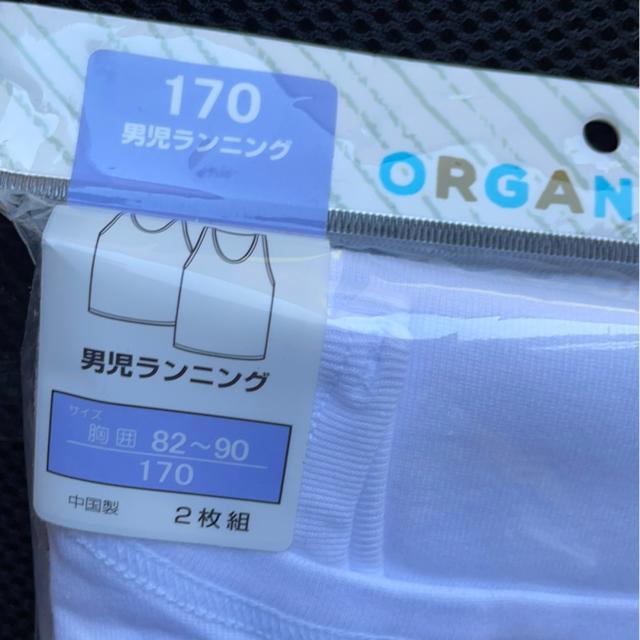 170
男児ランニング
ORGAN
男児ランニング
サイズ
胸囲 82～90
170
中国製 2枚組